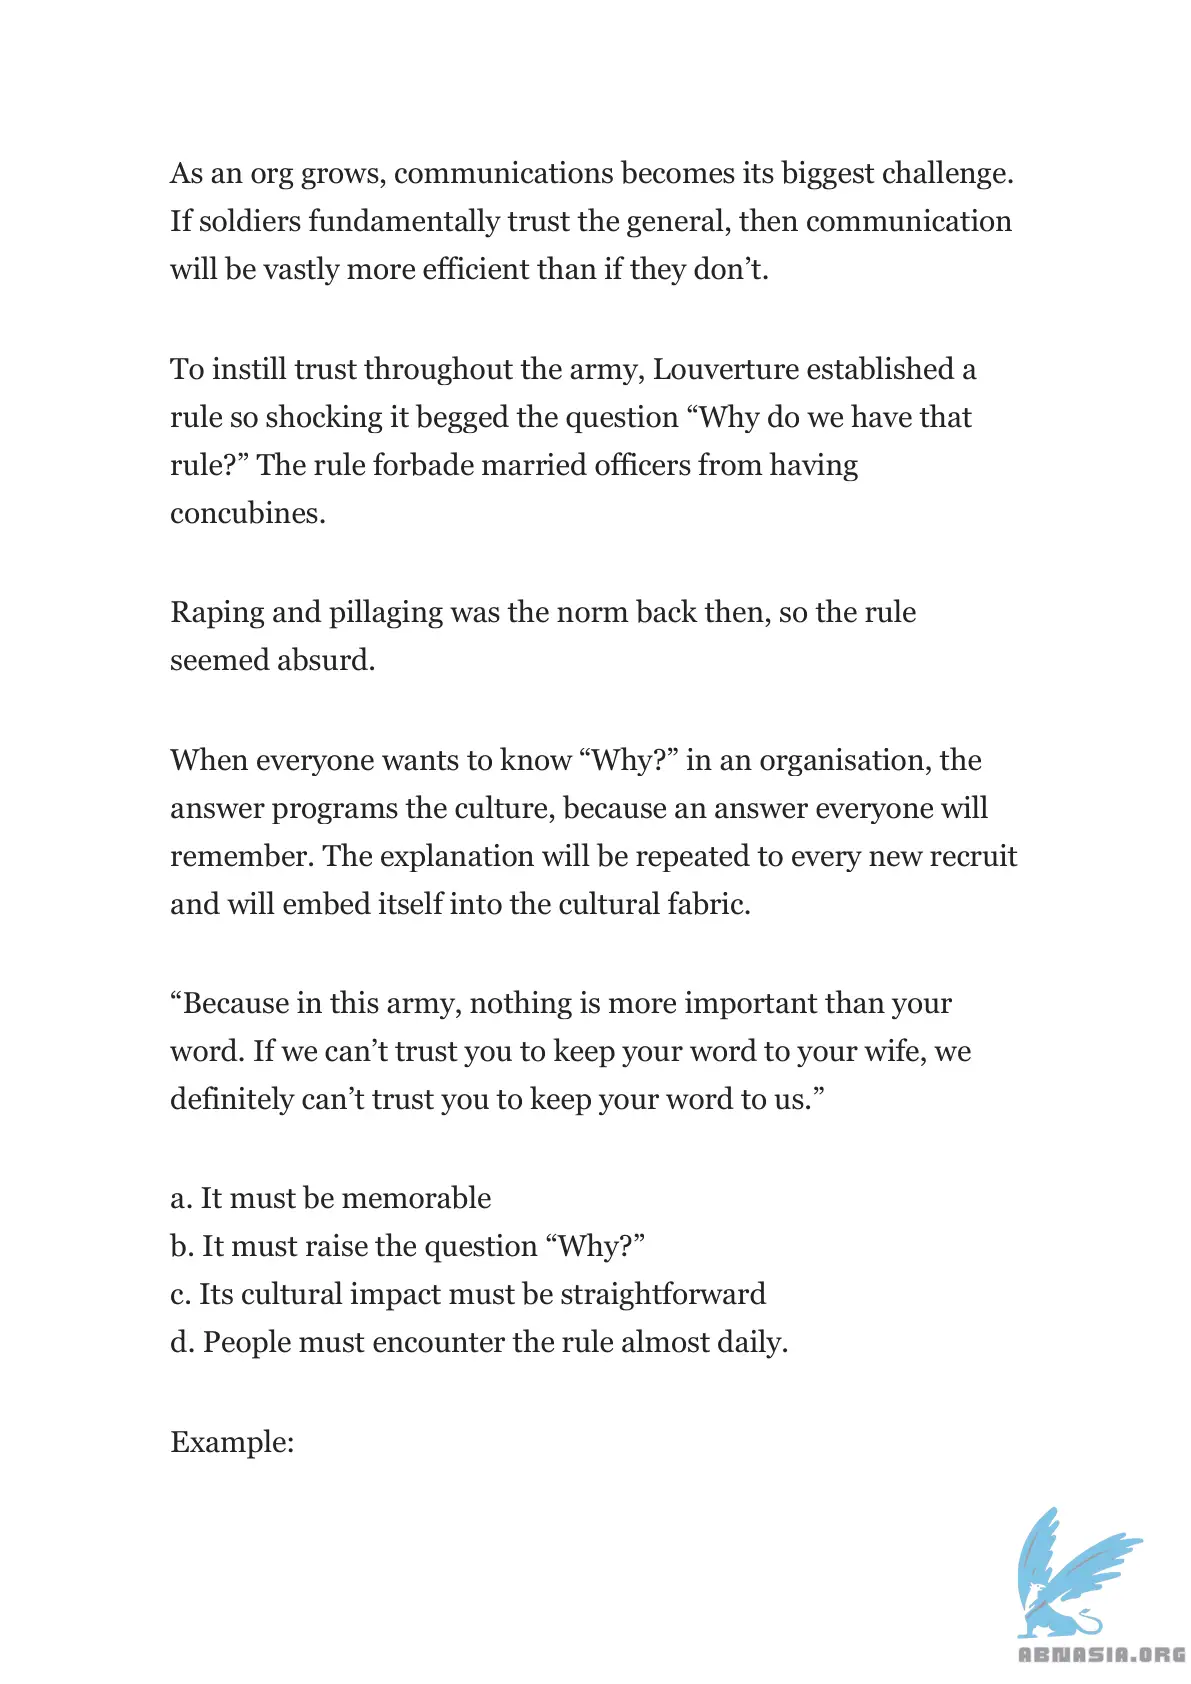 As an org grows, communications becomes its biggest challenge.
If soldiers fundamentally trust the general, then communication
will be vastly more efficient than if they don’t.
To instill trust throughout the army, Louverture established a
rule so shocking it begged the question “Why do we have that
rule?” The rule forbade married officers from having
concubines.
Raping and pillaging was the norm back then, so the rule
seemed absurd.
When everyone wants to know “Why?” in an organisation, the
answer programs the culture, because an answer everyone will
remember. The explanation will be repeated to every new recruit
and will embed itself into the cultural fabric.
“Because in this army, nothing is more important than your
word. If we can’t trust you to keep your word to your wife, we
definitely can’t trust you to keep your word to us.”
a. It must be memorable
b. It must raise the question “Why?”
c. Its cultural impact must be straightforward
d. People must encounter the rule almost daily.
Example:
ABNASIA.ORG